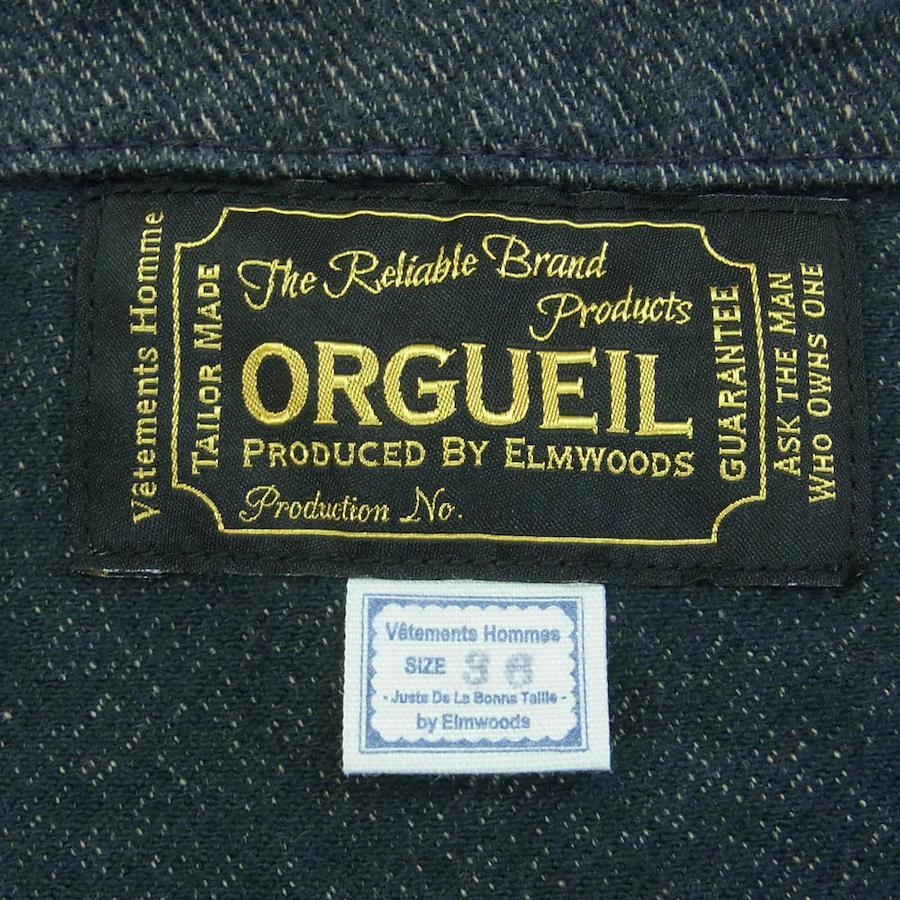 Vêtements Homme
TAILOR MADE
The Reliable Brand
Products
ORGUEIL
PRODUCED BY ELMWOODS
Production No.
GUARANTEE
ASK THE MAN
WHO OWNS ONE
Vêtements Hommes
SIZE 36
- Juste De La Bonne Taille -
by Elmwoods